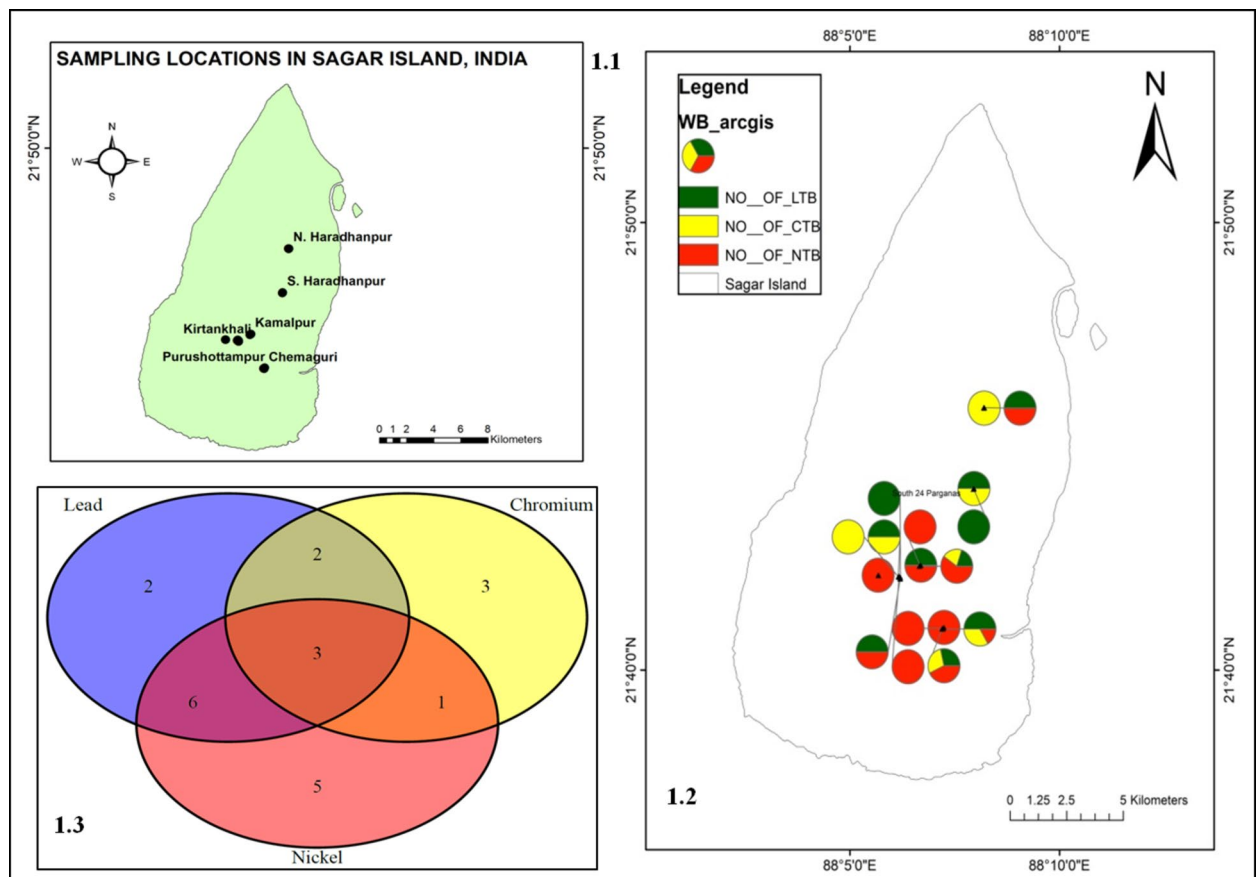 SAMPLING LOCATIONS IN SAGAR ISLAND, INDIA
1.1
21°50'0"N
21°50'0"N
N
W
E
S
N. Haradhanpur
S. Haradhanpur
Kamalpur
Kirtankhali
Purushottampur Chemaguri
0 1 2 4 6 8
Kilometers
88°5'0"E
88°10'0"E
Legend
WB_arcgis
NO__OF_LTB
NO__OF_CTB
NO__OF_NTB
Sagar Island
N
21°50'0"N
21°50'0"N
South 24 Parganas
21°40'0"N
21°40'0"N
1.2
0 1.25 2.5 5 Kilometers
88°5'0"E
88°10'0"E
Lead
Chromium
2
2
3
3
6
1
5
1.3
Nickel